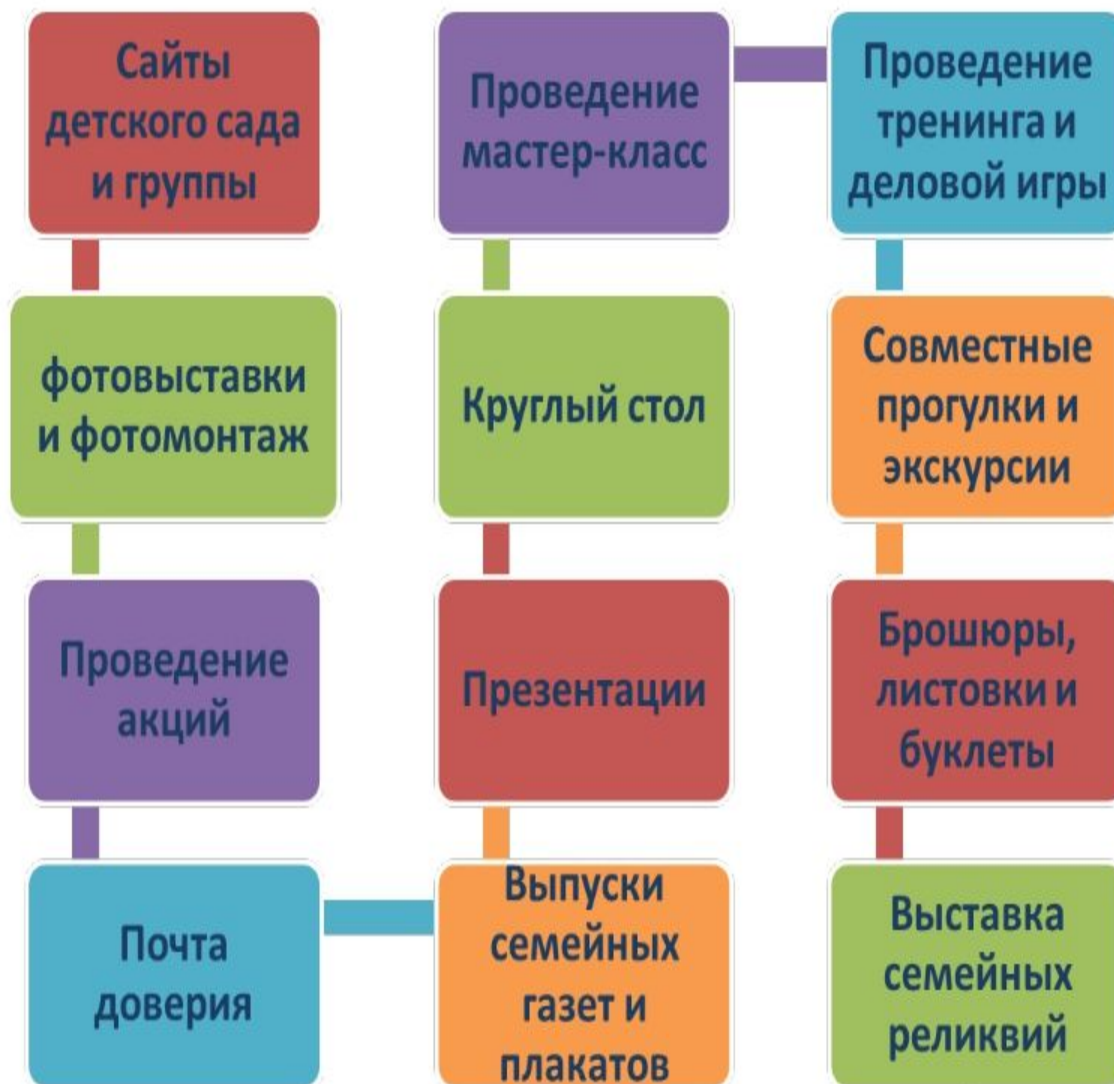 Сайты
детского сада
и группы
фотовыставки
и фотомонтаж
Проведение
акций
Почта
доверия
Выпуски
семейных
газет и
плакатов
Презентации
Круглый стол
Проведение
мастер-класс
Проведение
тренинга и
деловой игры
Совместные
прогулки и
экскурсии
Брошюры,
листовки и
буклеты
Выставка
семейных
реликвий